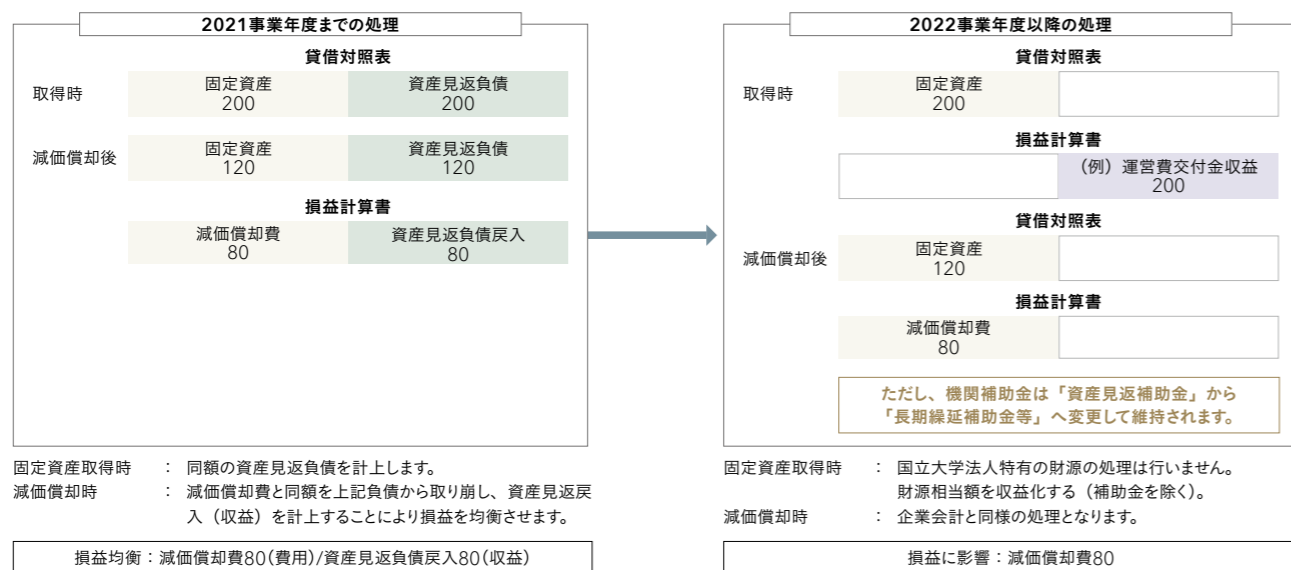 2021事業年度までの処理
貸借対照表
取得時
固定資産
200
資産見返負債
200
減価償却後
固定資産
120
資産見返負債
120
損益計算書
減価償却費
80
資産見返負債戻入
80
固定資産取得時 : 同額の資産見返負債を計上します。
減価償却時 : 減価償却費と同額を上記負債から取り崩し、資産見返戻
入（収益）を計上することにより損益を均衡させます。
損益均衡：減価償却費80(費用)/資産見返負債戻入80(収益)
2022事業年度以降の処理
貸借対照表
取得時
固定資産
200
損益計算書
（例）運営費交付金収益
200
貸借対照表
減価償却後
固定資産
120
損益計算書
減価償却費
80
ただし、機関補助金は「資産見返補助金」から
「長期繰延補助金等」へ変更して維持されます。
固定資産取得時 : 国立大学法人特有の財源の処理は行いません。
財源相当額を収益化する（補助金を除く）。
減価償却時 : 企業会計と同様の処理となります。
損益に影響：減価償却費80